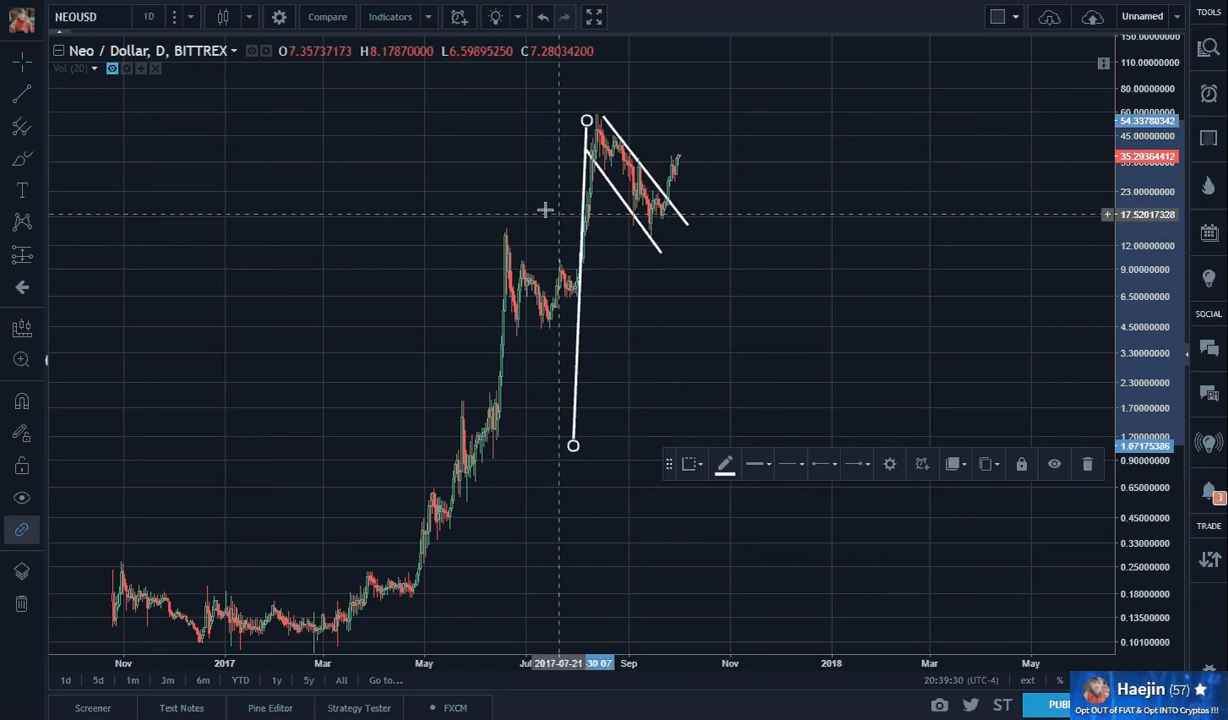 NEOUSD 1D Compare Indicators Unnamed TOOLS
Neo / Dollar, D, BITTREX O7.35737173 H8.17870000 L6.59895250 C7.28034200
Vol (20)
150.00000000
110.00000000
80.00000000
60.00000000
54.33780342
45.00000000
35.29364412
23.00000000
17.52017328
12.00000000
9.00000000
6.50000000
SOCIAL
4.50000000
3.30000000
2.30000000
1.70000000
1.20000000
1.07175386
0.90000000
0.65000000
3
0.45000000
TRADE
0.33000000
0.25000000
0.18000000
0.13500000
0.10100000
Nov 2017 Mar May Jul 2017-07-21 30 07 Sep Nov 2018 Mar May
1d 5d 1m 3m 6m YTD 1y 5y All Go to... 20:39:30 (UTC-4) ext %
Screener Text Notes Pine Editor Strategy Tester FXCM ST PUB
Haejin (57)
Opt OUT of FIAT & Opt INTO Cryptos !!!